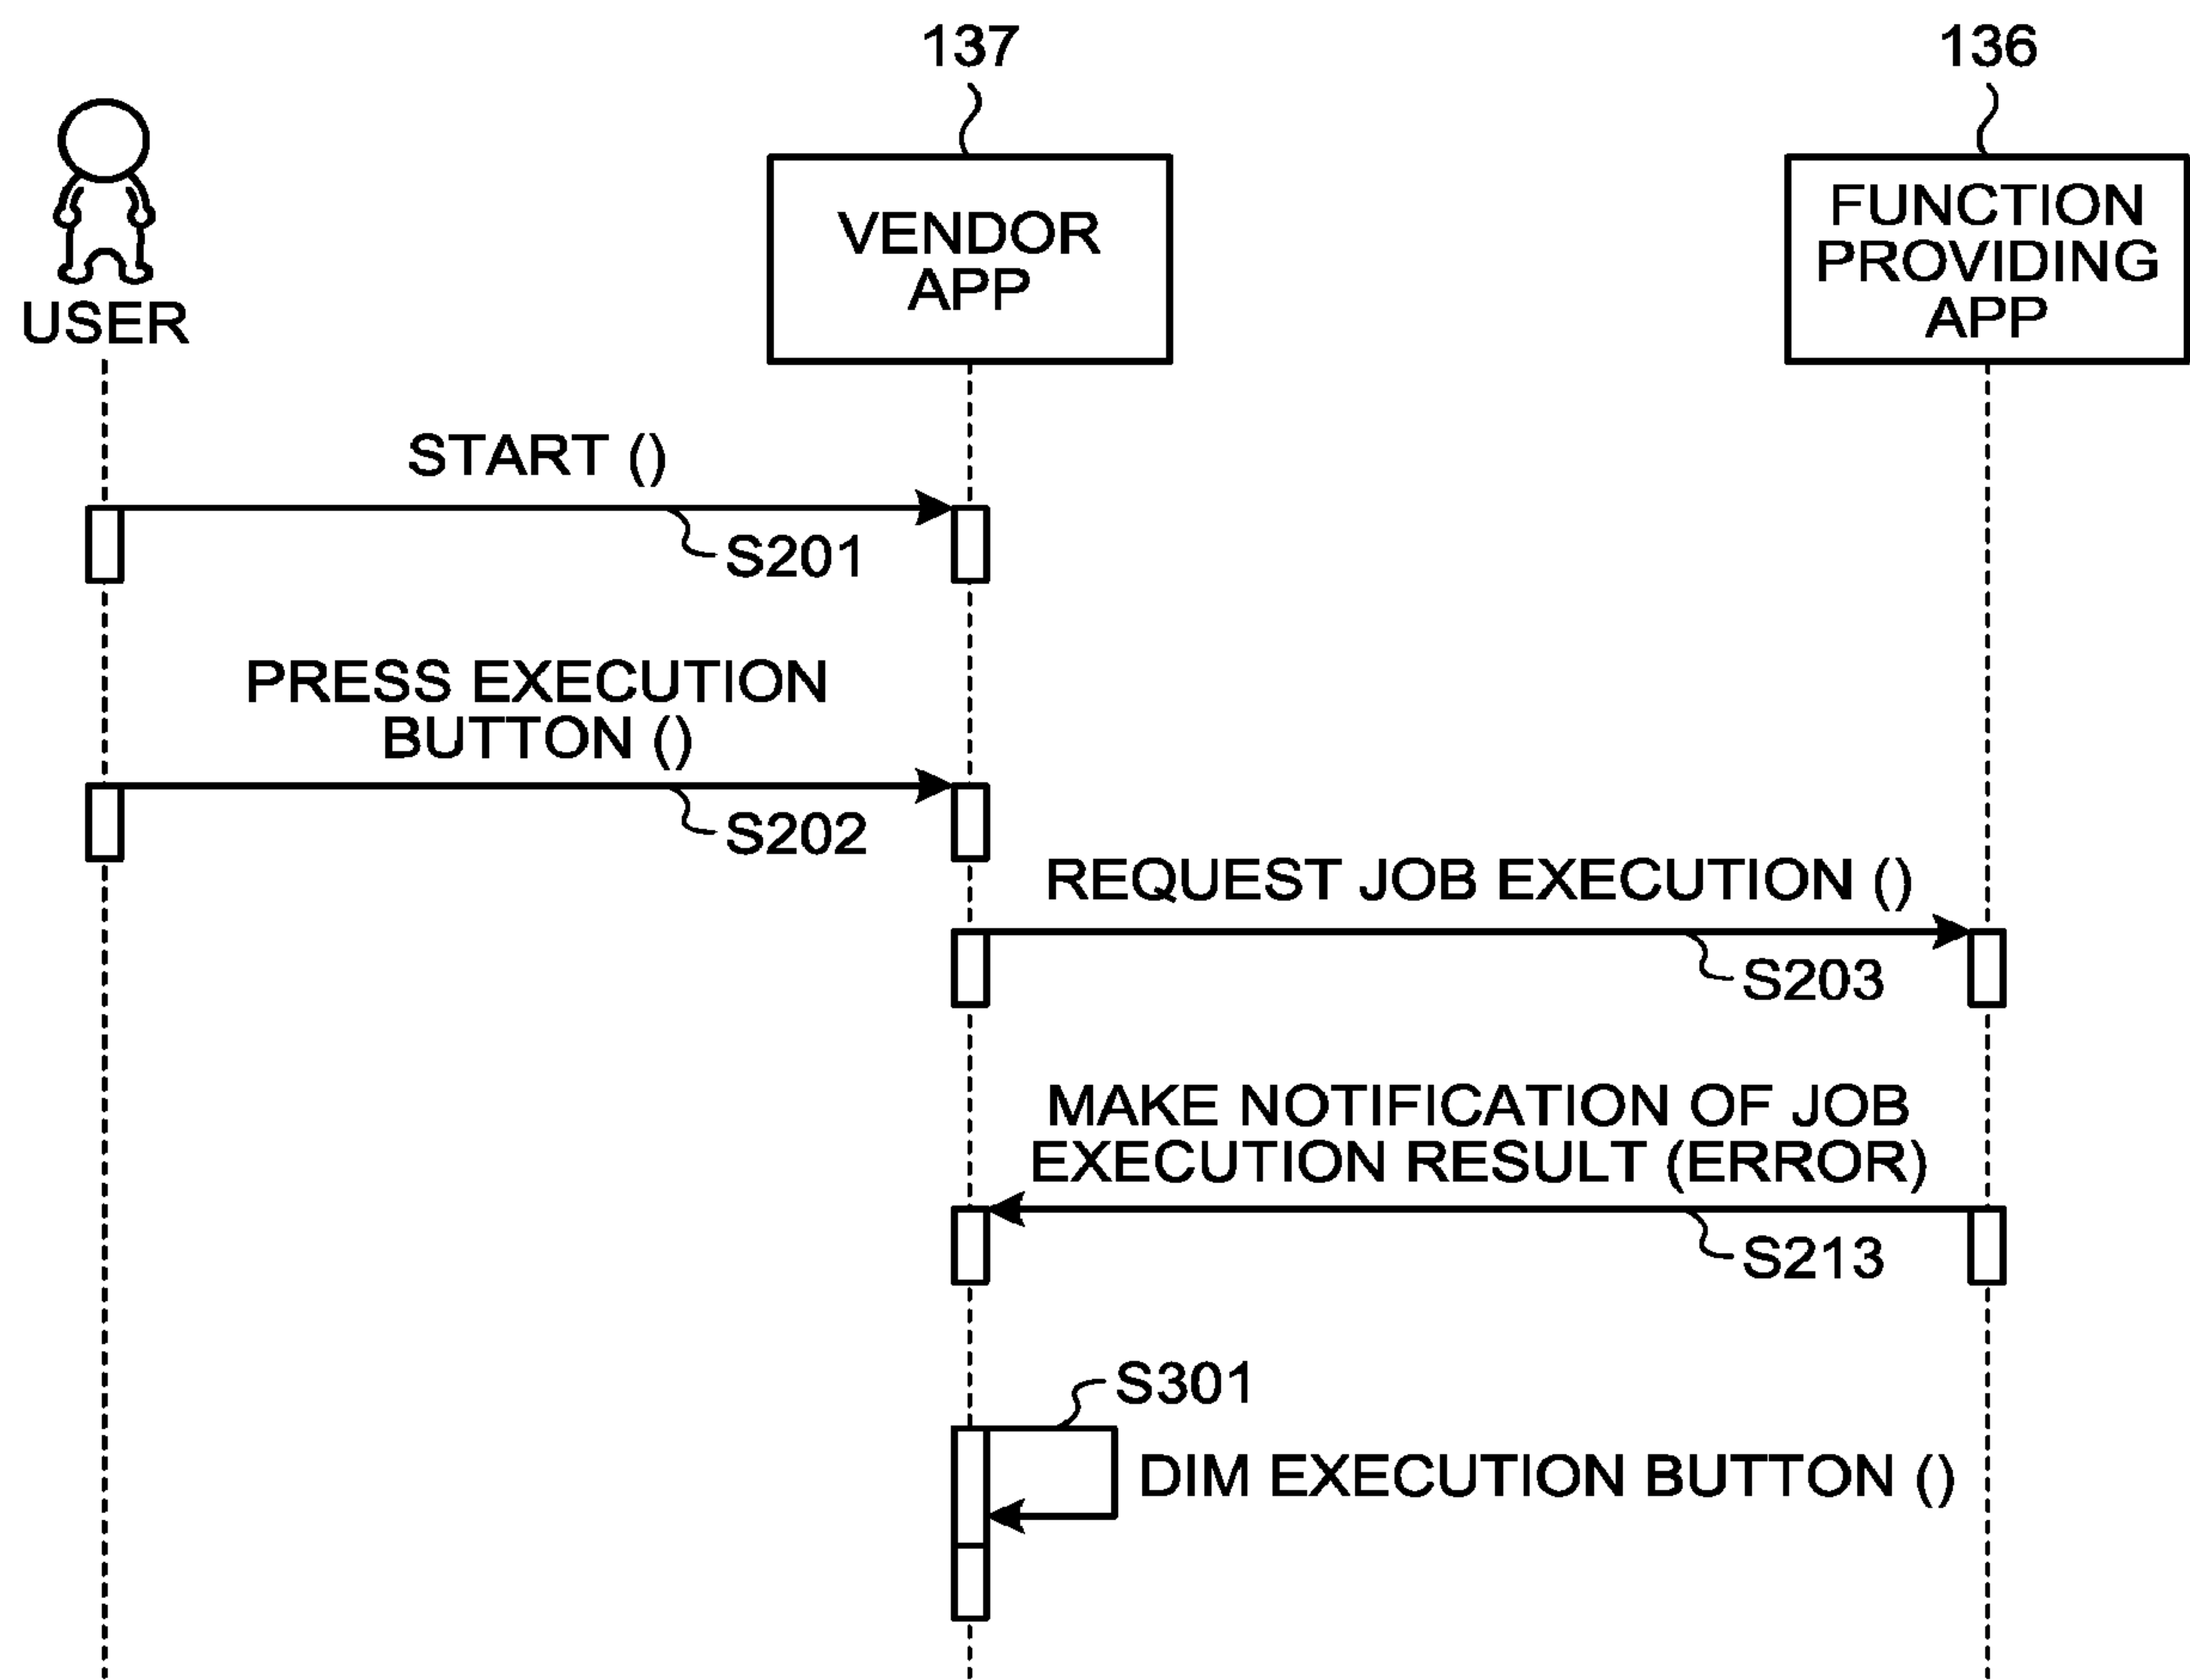 137
136
USER
VENDOR
APP
FUNCTION
PROVIDING
APP
START ()
S201
PRESS EXECUTION
BUTTON ()
S202
REQUEST JOB EXECUTION ()
S203
MAKE NOTIFICATION OF JOB
EXECUTION RESULT (ERROR)
S213
S301
DIM EXECUTION BUTTON ()